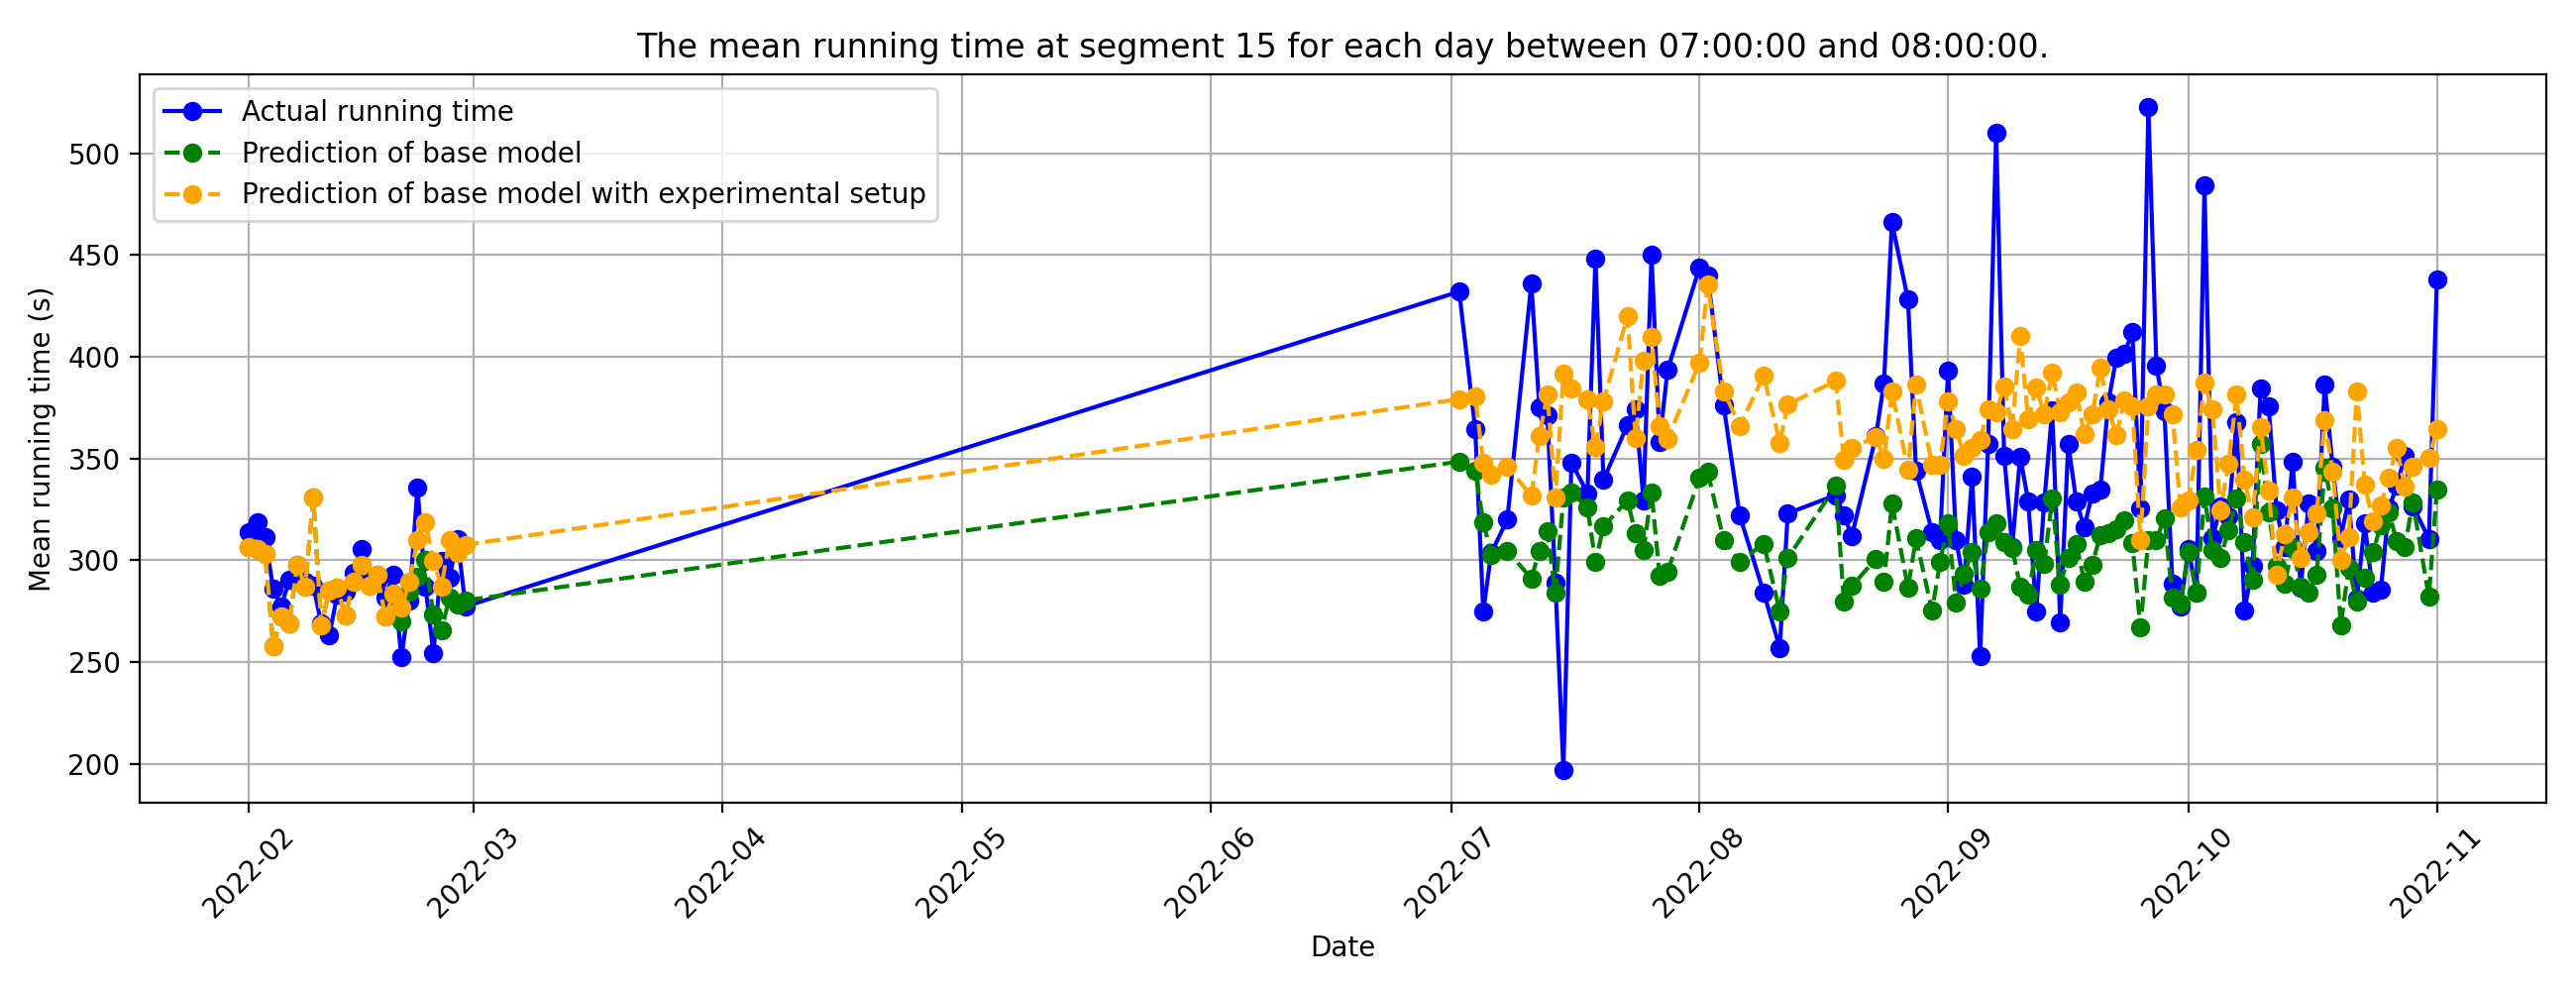 The mean running time at segment 15 for each day between 07:00:00 and 08:00:00.
Actual running time
Prediction of base model
Prediction of base model with experimental setup
Mean running time (s)
500
450
400
350
300
250
200
2022-02
2022-03
2022-04
2022-05
2022-06
2022-07
2022-08
2022-09
2022-10
2022-11
Date